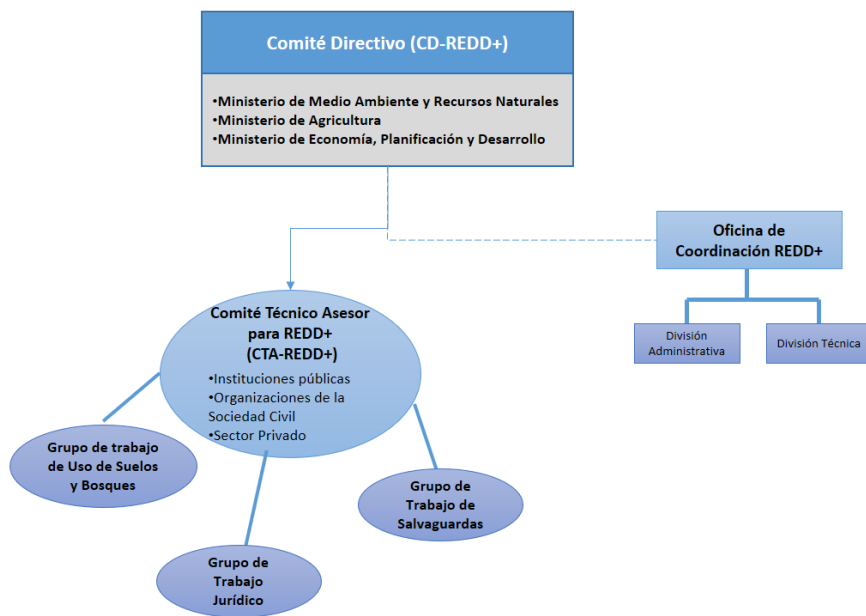 Comité Directivo (CD-REDD+)
•Ministerio de Medio Ambiente y Recursos Naturales
•Ministerio de Agricultura
•Ministerio de Economía, Planificación y Desarrollo
Oficina de
Coordinación REDD+
División
Administrativa
División Técnica
Comité Técnico Asesor
para REDD+
(CTA-REDD+)
•Instituciones públicas
•Organizaciones de la
Sociedad Civil
•Sector Privado
Grupo de trabajo
de Uso de Suelos
y Bosques
Grupo de
Trabajo de
Salvaguardas
Grupo de
Trabajo
Jurídico